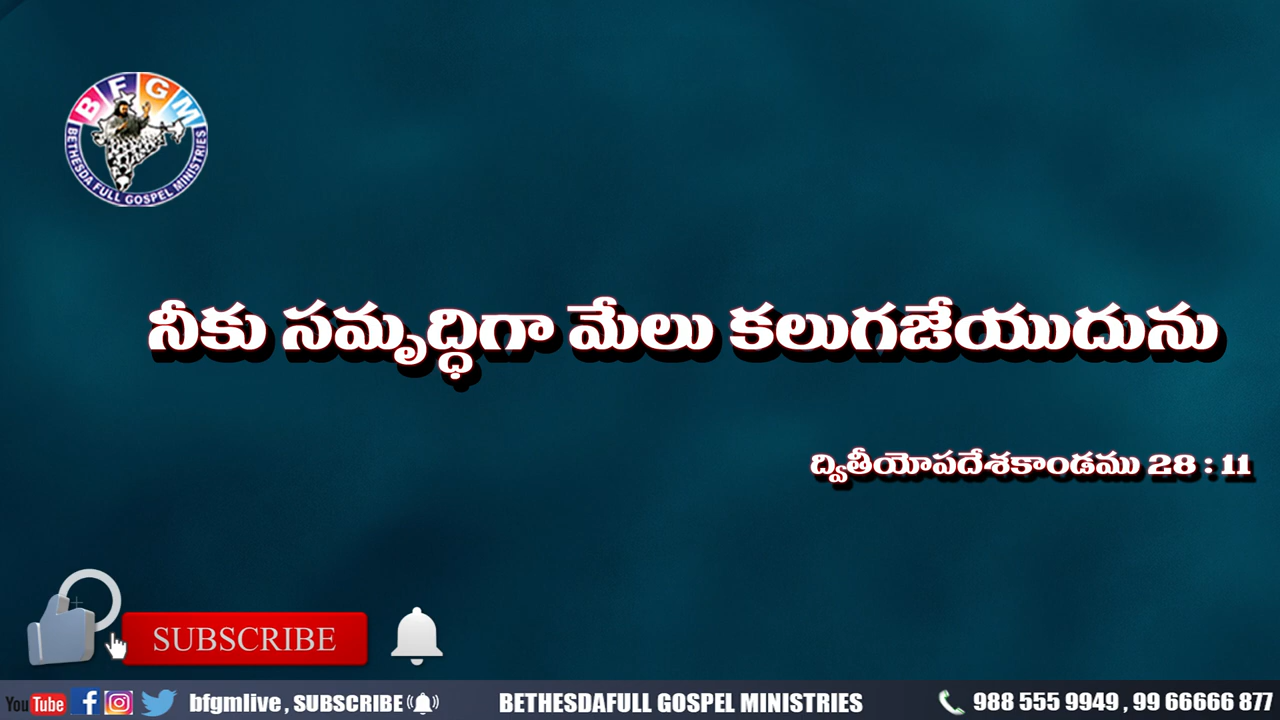 BFGM
BETHESDA FULL GOSPEL MINISTRIES
నీకు సమృద్ధిగా మేలు కలుగజేయుదును
ద్వితీయోపదేశకాండము 28 : 11
SUBSCRIBE
YouTube bfgmlive , SUBSCRIBE BETHESDAFULL GOSPEL MINISTRIES 988 555 9949 , 99 66666 877